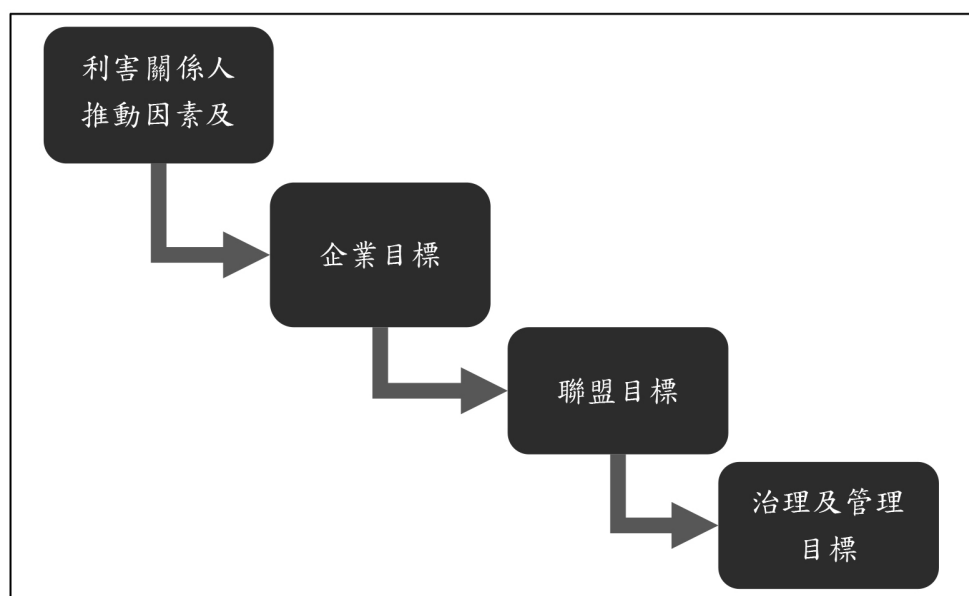 利害關係人
推動因素及
企業目標
聯盟目標
治理及管理
目標